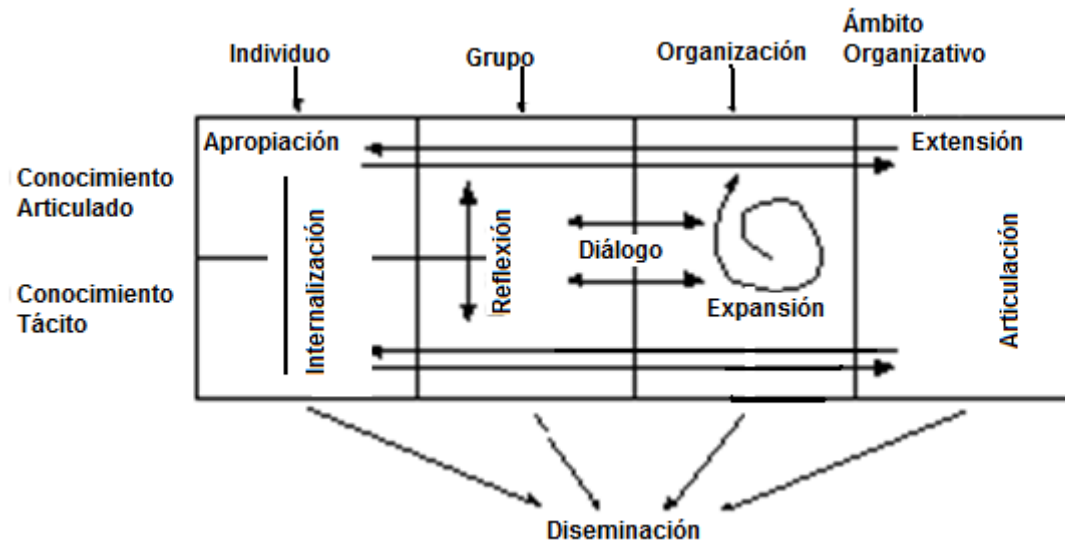 Individuo
Grupo
Organización
Ámbito
Organizativo
Apropiación
Extensión
Conocimiento
Articulado
Internalización
Reflexión
Diálogo
Articulación
Conocimiento
Tácito
Expansión
Diseminación